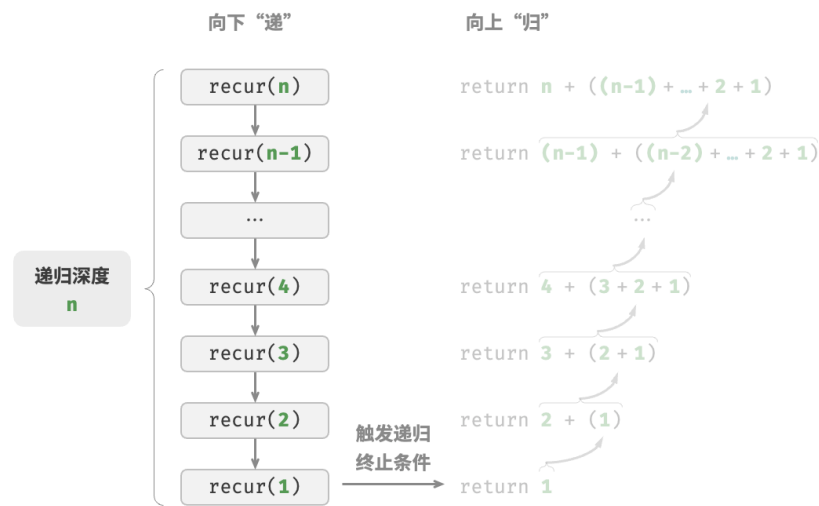 向下“递”
向上“归”
recur(n)
return n + ((n-1) + … + 2 + 1)
recur(n-1)
return (n-1) + ((n-2) + … + 2 + 1)
…
…
递归深度
n
recur(4)
return 4 + (3 + 2 + 1)
recur(3)
return 3 + (2 + 1)
recur(2)
return 2 + (1)
触发递归
终止条件
recur(1)
return 1